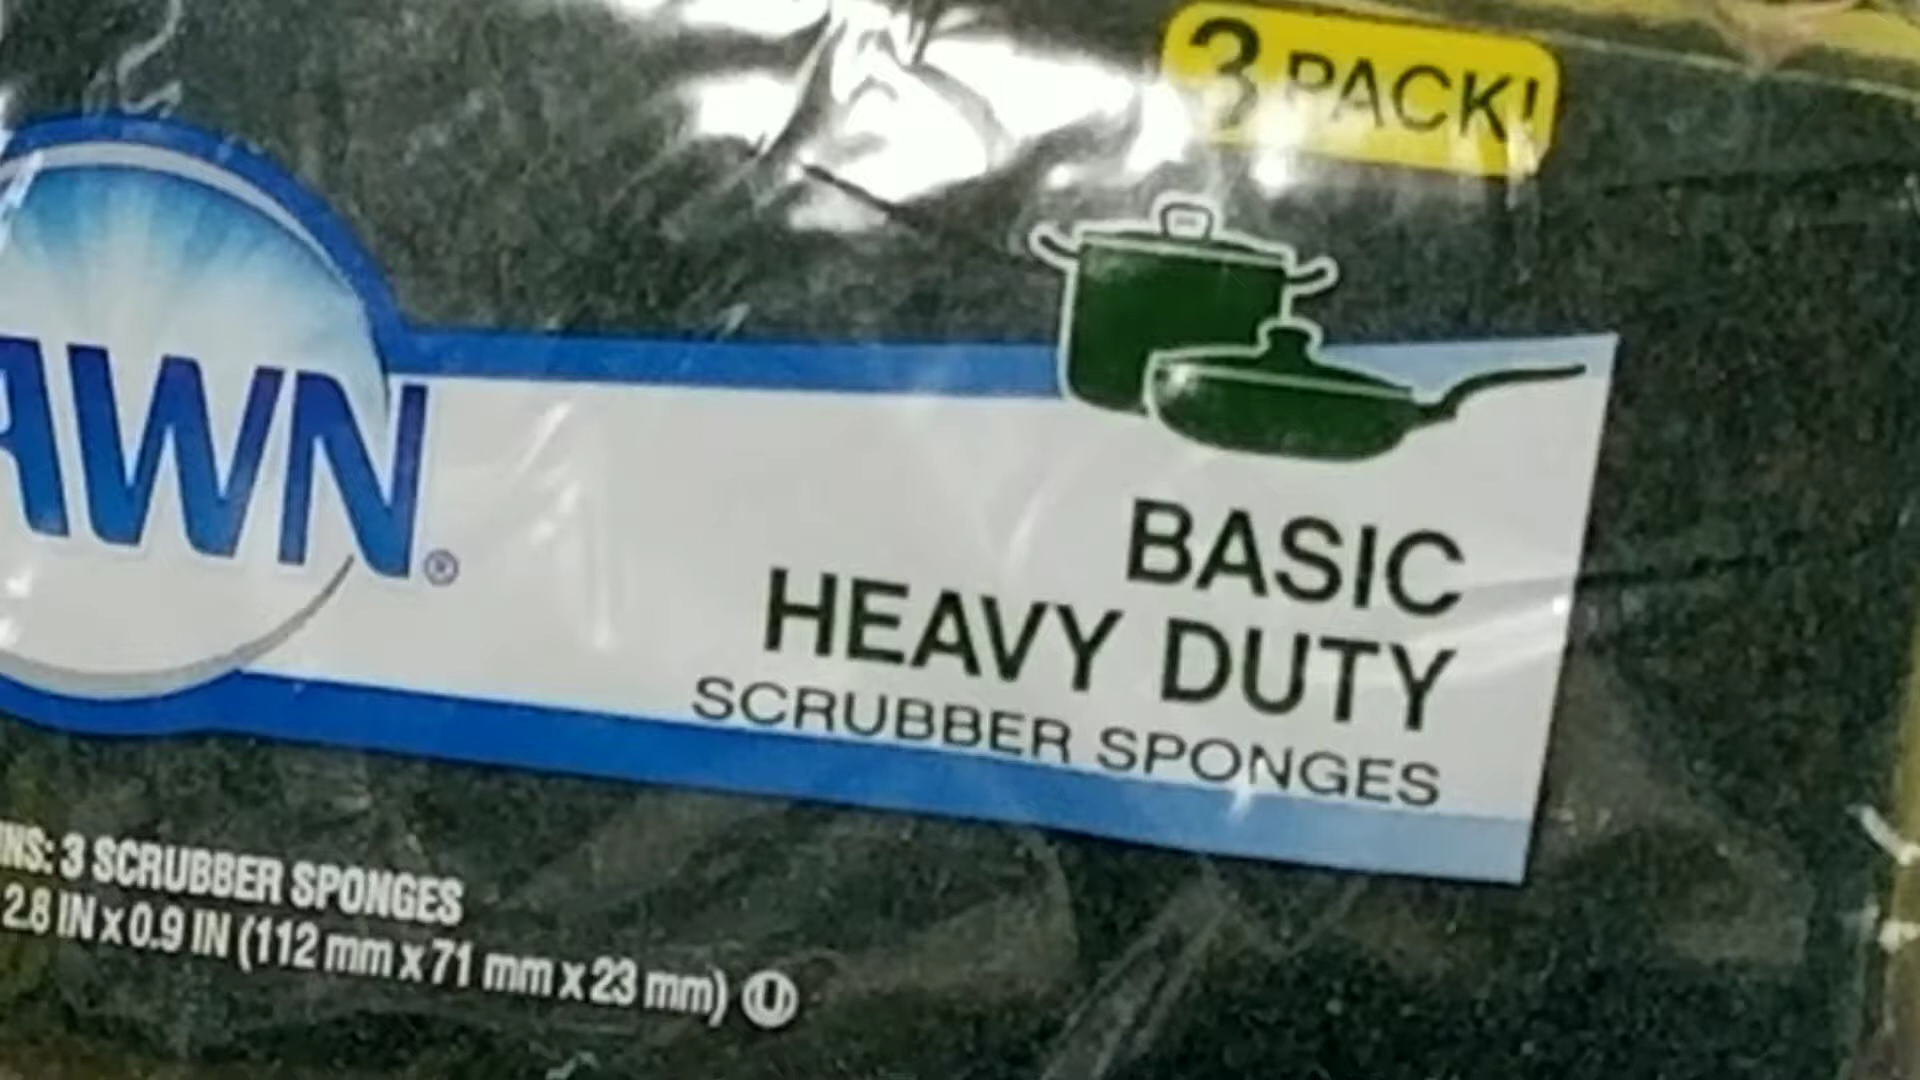 3 PACK!
AWN®
BASIC
HEAVY DUTY
SCRUBBER SPONGES
NS: 3 SCRUBBER SPONGES
2.8 IN x 0.9 IN (112 mm x 71 mm x 23 mm) U